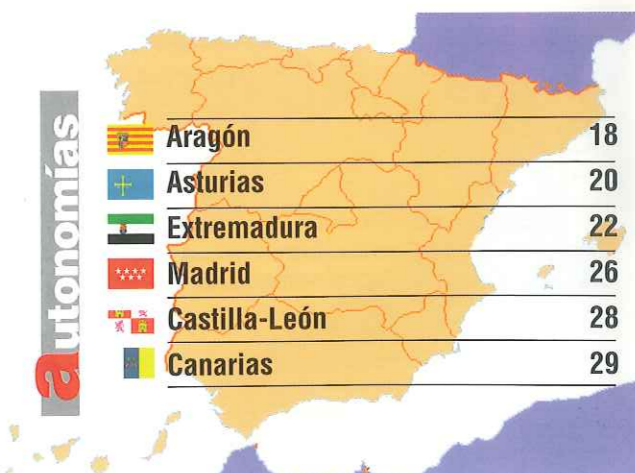 autonomías
Aragón 18
Asturias 20
Extremadura 22
Madrid 26
Castilla-León 28
Canarias 29